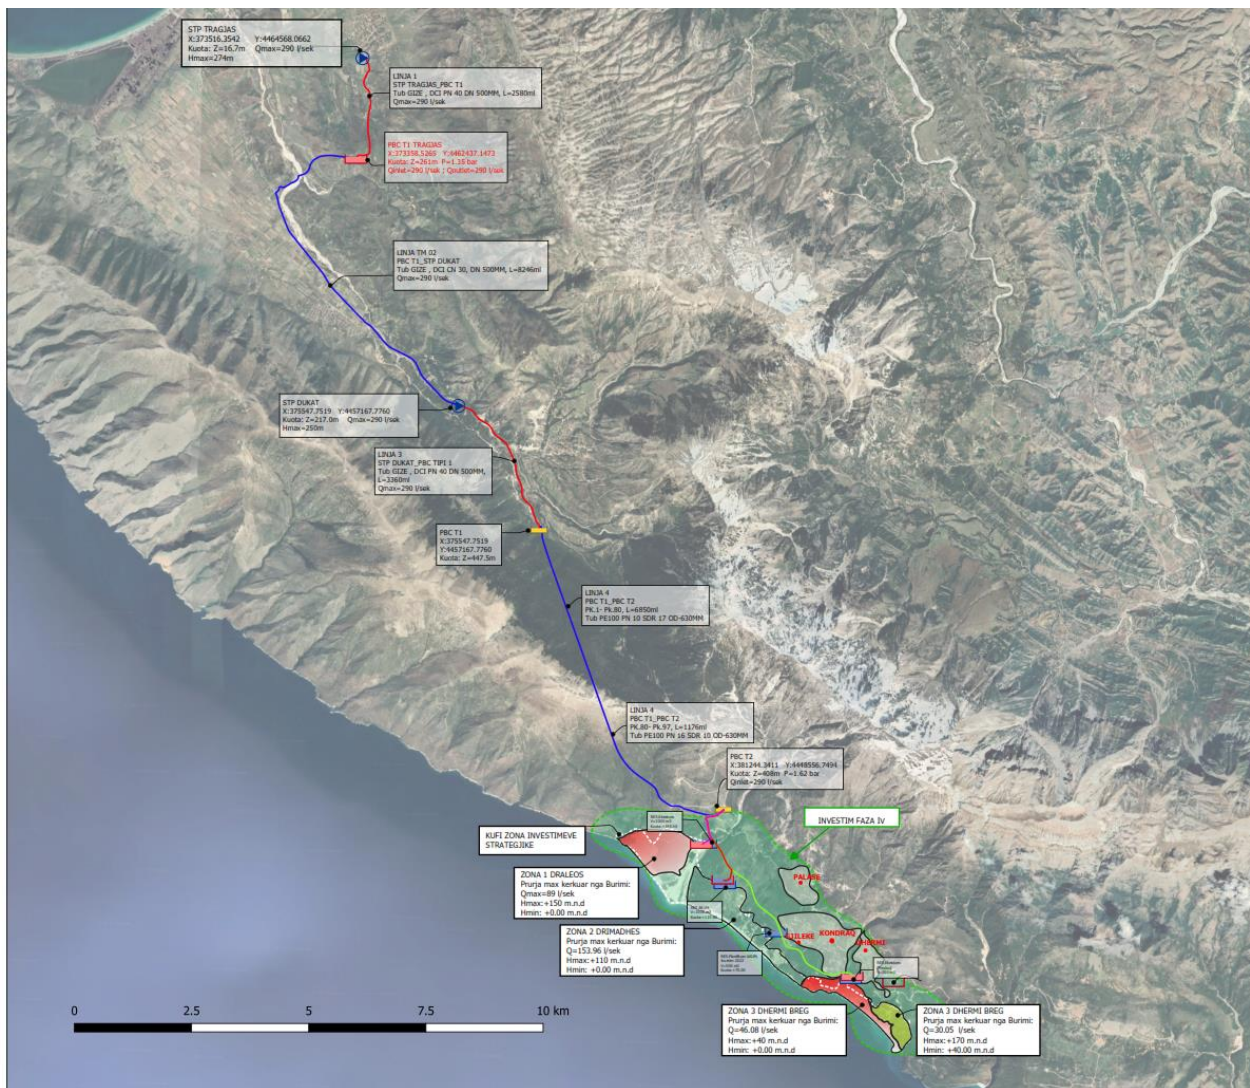 STP TRAGJAS
X:373516.3542 Y:4464568.0662
Kuota: Z=16.7m Qmax=290 l/sek
Hmax=274m
LINJA 1
STP TRAGJAS_PBC T1
Tub GIZE , DCI PN 40 DN 500MM, L=2580ml
Qmax=290 l/sek
PBC T1 TRAGJAS
X:373358.5265 Y:4462437.1473
Kuota: Z=261m P=1.35 bar
Qinlet=290 l/sek ; Qoutlet=290 l/sek
LINJA TM 02
PBC T1_STP DUKAT
Tub GIZE , DCI CN 30, DN 500MM, L=8246ml
Qmax=290 l/sek
STP DUKAT
X:375547.7519 Y:4457167.7760
Kuota: Z=217.0m Qmax=290 l/sek
Hmax=250m
LINJA 3
STP DUKAT_PBC TIPI 1
Tub GIZE , DCI PN 40 DN 500MM,
L=3360ml
Qmax=290 l/sek
PBC T1
X:375547.7519
Y:4457167.7760
Kuota: Z=447.5m
LINJA 4
PBC T1_PBC T2
PK.1- Pk.80, L=6850ml
Tub PE100 PN 10 SDR 17 OD-630MM
LINJA 4
PBC T1_PBC T2
PK.80- Pk.97, L=1176ml
Tub PE100 PN 16 SDR 10 OD-630MM
PBC T2
X:381244.3411 Y:4448556.7494
Kuota: Z=408m P=1.62 bar
Qinlet=290 l/sek
INVESTIM FAZA IV
KUFI ZONA INVESTIMEVE
STRATEGJIKE
ZONA 1 DRALEOS
Prurja max kerkuar nga Burimi:
Qmax=89 l/sek
Hmax:+150 m.n.d
Hmin: +0.00 m.n.d
PALASE
ZONA 2 DRIMADHES
Prurja max kerkuar nga Burimi:
Q=153.96 l/sek
Hmax:+110 m.n.d
Hmin: +0.00 m.n.d
KONDRAQ
ZONA 3 DHERMI BREG
Prurja max kerkuar nga Burimi:
Q=46.08 l/sek
Hmax:+40 m.n.d
Hmin: +0.00 m.n.d
ZONA 3 DHERMI BREG
Prurja max kerkuar nga Burimi:
Q=30.05 l/sek
Hmax:+170 m.n.d
Hmin: +40.00 m.n.d
0 2.5 5 7.5 10 km